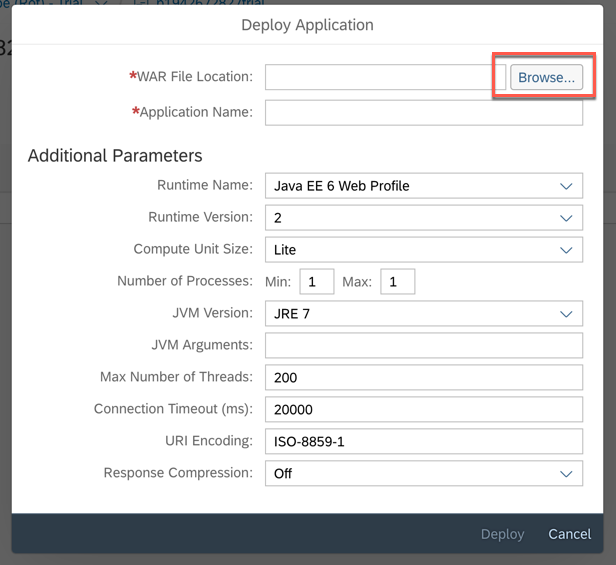 Deploy Application
*WAR File Location:
Browse...
*Application Name:
Additional Parameters
Runtime Name: Java EE 6 Web Profile
Runtime Version: 2
Compute Unit Size: Lite
Number of Processes: Min: 1 Max: 1
JVM Version: JRE 7
JVM Arguments:
Max Number of Threads: 200
Connection Timeout (ms): 20000
URI Encoding: ISO-8859-1
Response Compression: Off
Deploy Cancel